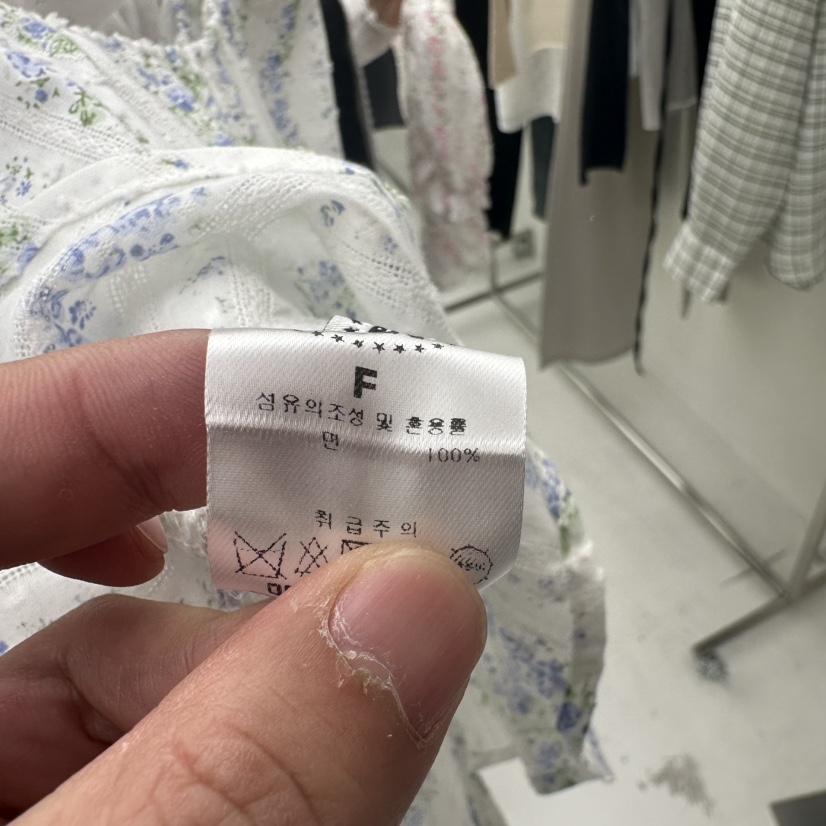 F
섬유의조성 및 혼용률
면 100%
취급주의